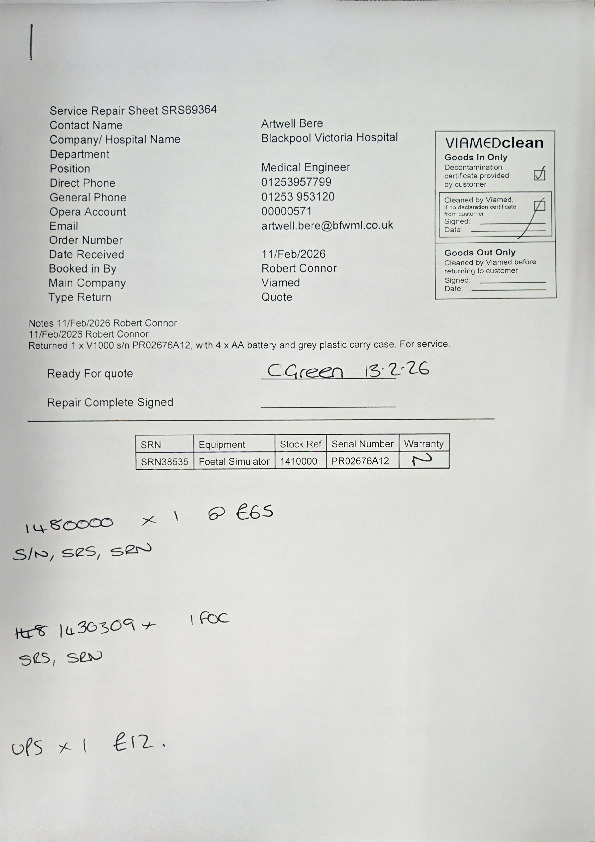 Service Repair Sheet SRS69364
Contact Name Artwell Bere
Company/ Hospital Name Blackpool Victoria Hospital
Department
Position Medical Engineer
Direct Phone 01253957799
General Phone 01253 953120
Opera Account 00000571
Email artwell.bere@bfwml.co.uk
Order Number
Date Received 11/Feb/2026
Booked in By Robert Connor
Main Company Viamed
Type Return Quote
VIAMEDclean
Goods In Only
Decontamination
certificate provided
by customer
Cleaned by Viamed,
if no declaration certificate
from customer
Signed:
Date:
Goods Out Only
Cleaned by Viamed before
returning to customer
Signed:
Date:
Notes 11/Feb/2026 Robert Connor
11/Feb/2026 Robert Connor
Returned 1 x V1000 s/n PR02676A12, with 4 x AA battery and grey plastic carry case. For service.
Ready For quote CGreen 13.2.26
Repair Complete Signed
SRN Equipment Stock Ref Serial Number Warranty
SRN38535 Foetal Simulator 1410000 PR02676A12 N
1480000 x 1 @ £65
S/N, SRS, SRN
1430309 x 1 FOC
SRS, SRN
UPS x 1 £12.